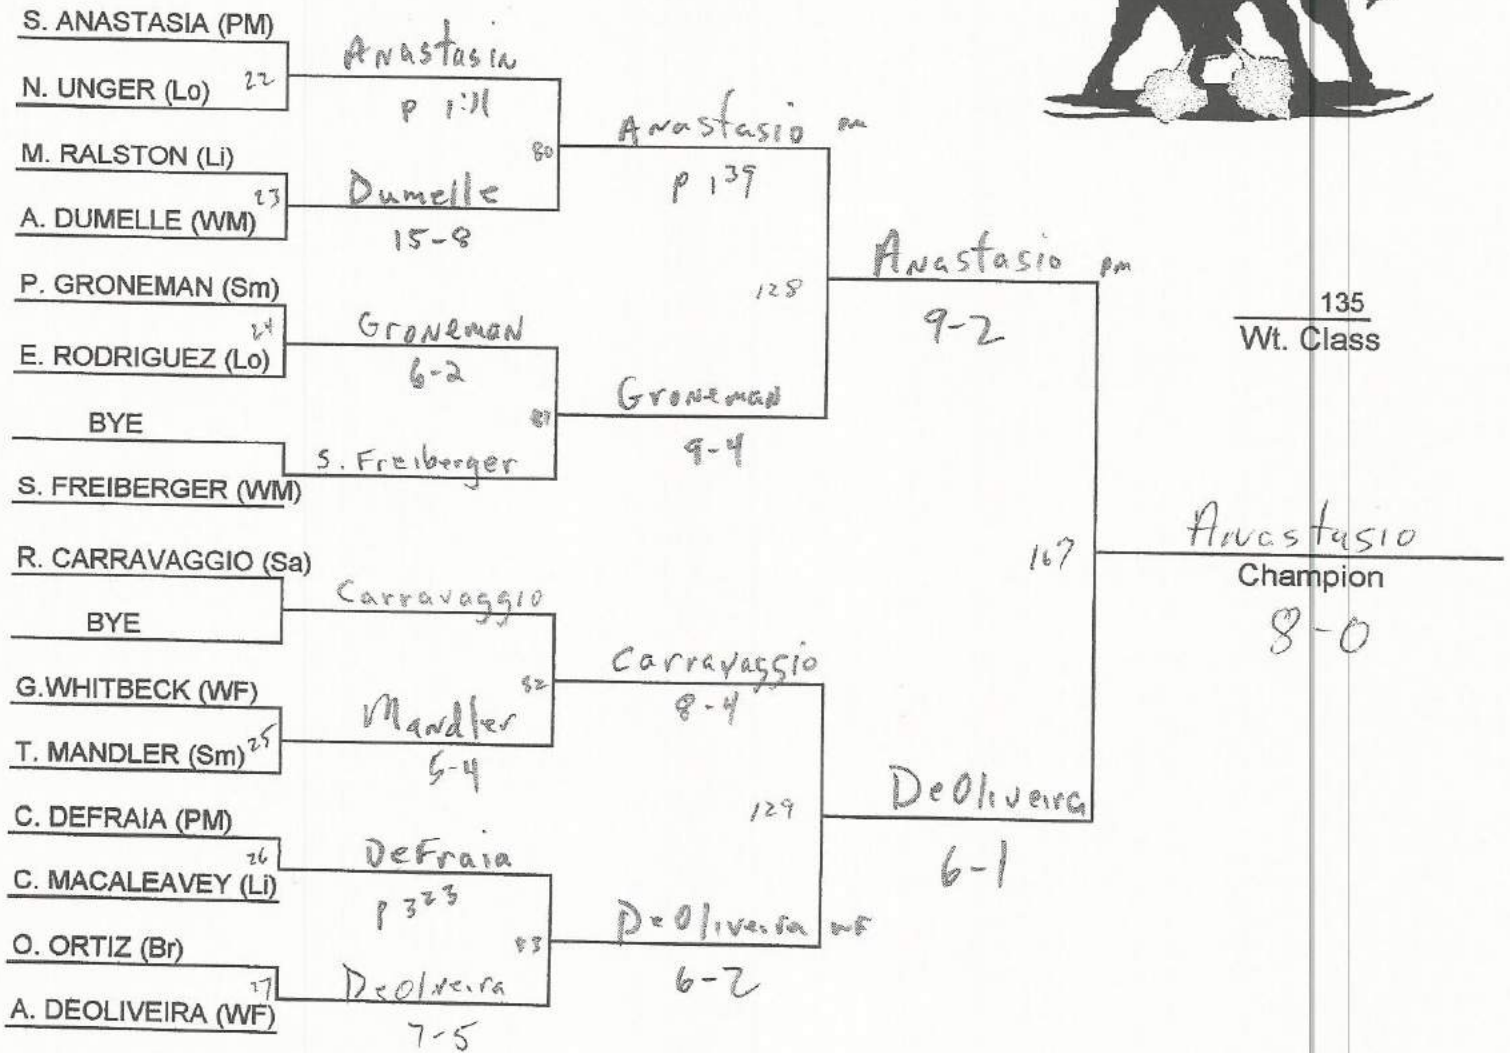 S. ANASTASIA (PM)
N. UNGER (Lo)
22
M. RALSTON (Li)
A. DUMELLE (WM)
23
P. GRONEMAN (Sm)
E. RODRIGUEZ (Lo)
24
BYE
S. FREIBERGER (WM)
R. CARRAVAGGIO (Sa)
BYE
G.WHITBECK (WF)
T. MANDLER (Sm)
25
C. DEFRAIA (PM)
C. MACALEAVEY (Li)
26
O. ORTIZ (Br)
A. DEOLIVEIRA (WF)
27
Anastasia
P
Dumelle
15-8
80
Groneman
6-2
S. Freiberger
81
Carravaggio
Mandler
5-4
82
DeFraia
P 3 23
DeOlveira
7-5
83
Anastasio PM
P 1 39
Groneman
9-4
128
Carravaggio
8-4
DeOliveira WF
6-2
129
Anastasio PM
9-2
DeOliveira
6-1
167
135
Wt. Class
Anastasio
Champion
8-0